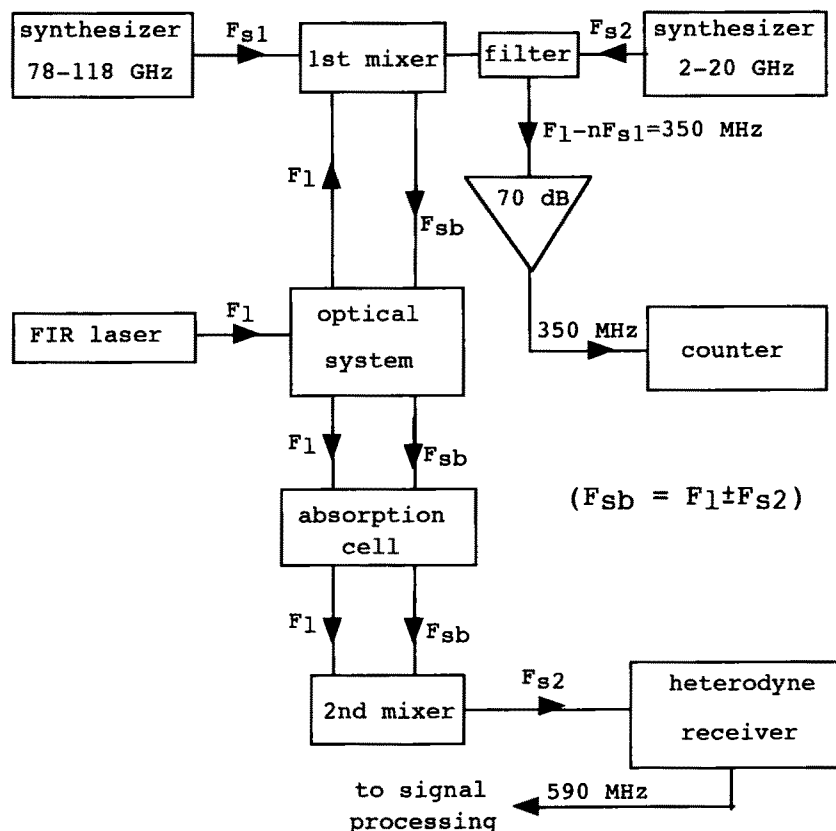 synthesizer
78-118 GHz
Fs1
1st mixer
filter
Fs2
synthesizer
2-20 GHz
Fl-nFs1=350 MHz
70 dB
Fl
Fsb
FIR laser
Fl
optical
system
350 MHz
counter
Fl
Fsb
(Fsb = Fl±Fs2)
absorption
cell
Fl
Fsb
2nd mixer
Fs2
heterodyne
receiver
to signal
processing
590 MHz